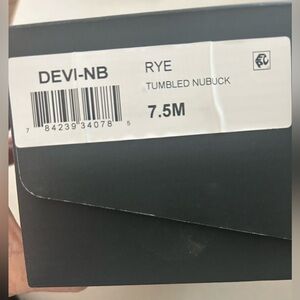 DEVI-NB
RYE
TUMBLED NUBUCK
7.5M
7 84239 34078 5